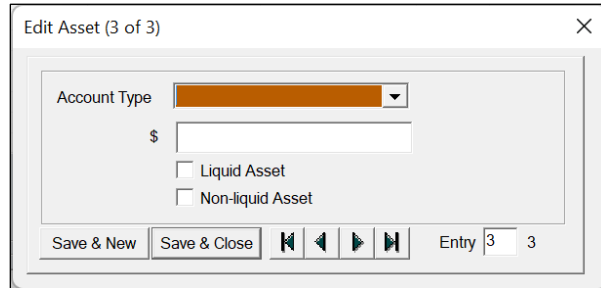 Edit Asset (3 of 3)
Account Type
$
Liquid Asset
Non-liquid Asset
Save & New Save & Close Entry 3 3